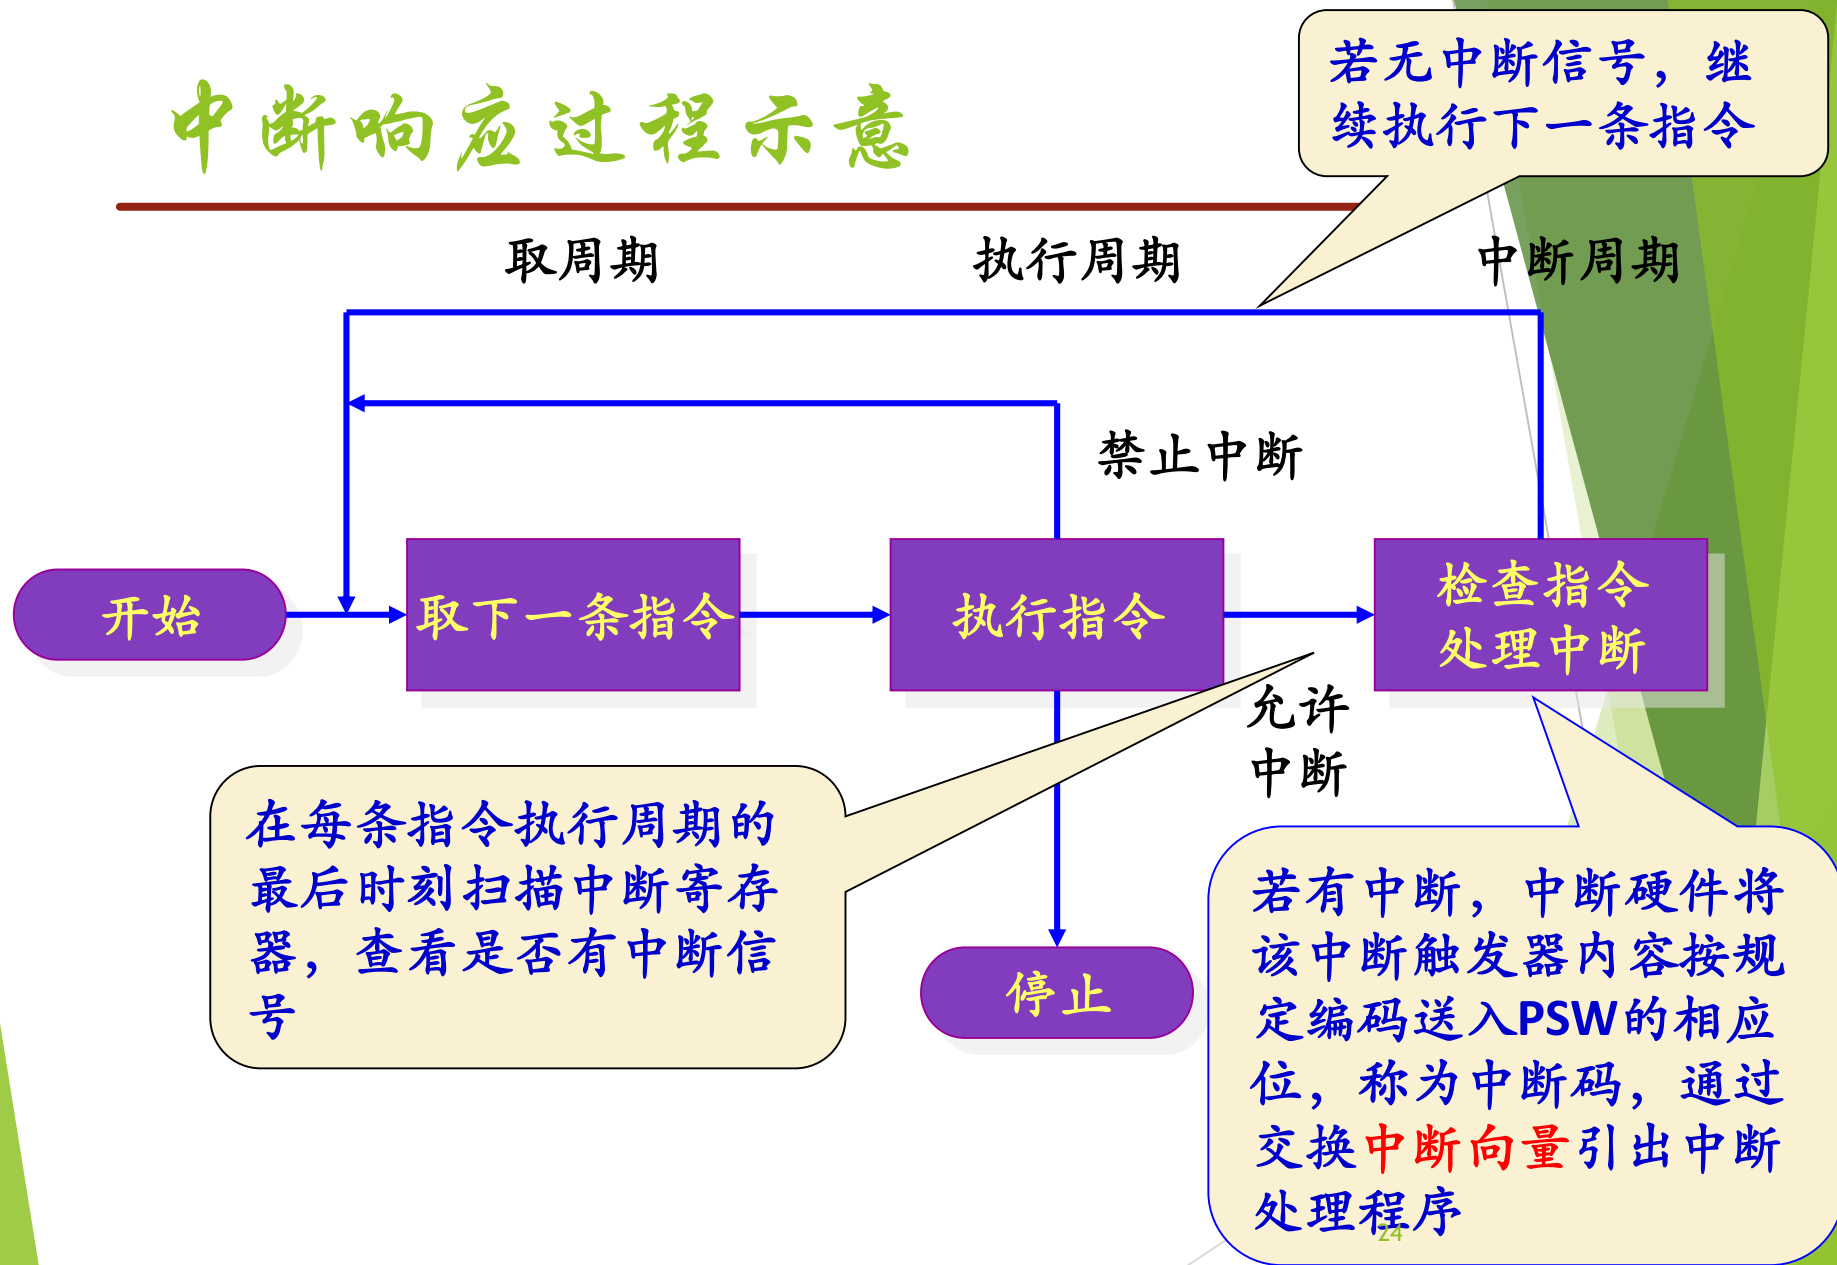 中断响应过程示意
若无中断信号，继
续执行下一条指令
取周期
执行周期
中断周期
禁止中断
开始
取下一条指令
执行指令
检查指令
处理中断
允许
中断
在每条指令执行周期的
最后时刻扫描中断寄存
器，查看是否有中断信
号
停止
若有中断，中断硬件将
该中断触发器内容按规
定编码送入PSW的相应
位，称为中断码，通过
交换中断向量引出中断
处理程序
24